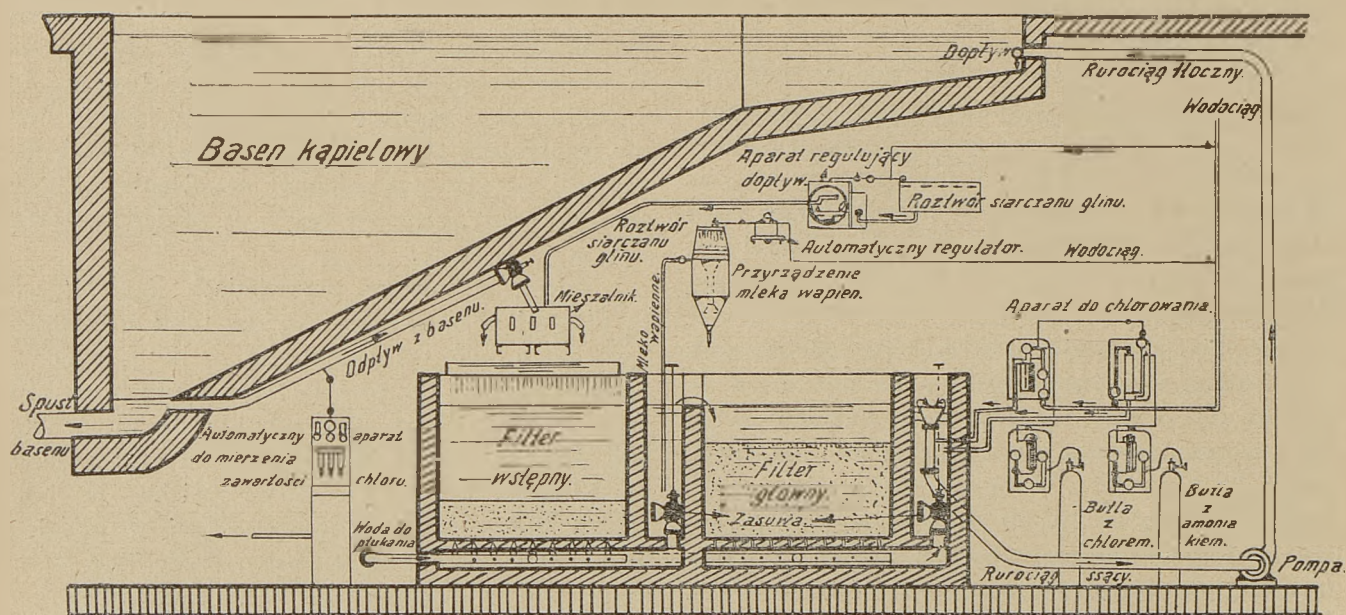 Dopływ
Rurociąg tłoczny.
Wodociąg
Basen kąpielowy
Aparat regulujący
dopływ.
Roztwór siarczanu glinu.
Roztwór
siarczanu
glinu.
Automatyczny regulator.
Wodociąg.
Przyrządzenie
mleka wapien.
Mieszalnik.
Aparat do chlorowania.
Odpływ z basenu.
Mleko
wapienne.
Spust
basenu
Automatyczny aparat
do mierzenia
zawartości chloru.
Filter
wstępny.
Filter
główny.
Zasuwa.
Woda do
płukania
Butla
z
chlorem.
Butla
z
amonia
kiem.
Rurociąg ssący.
Pompa.